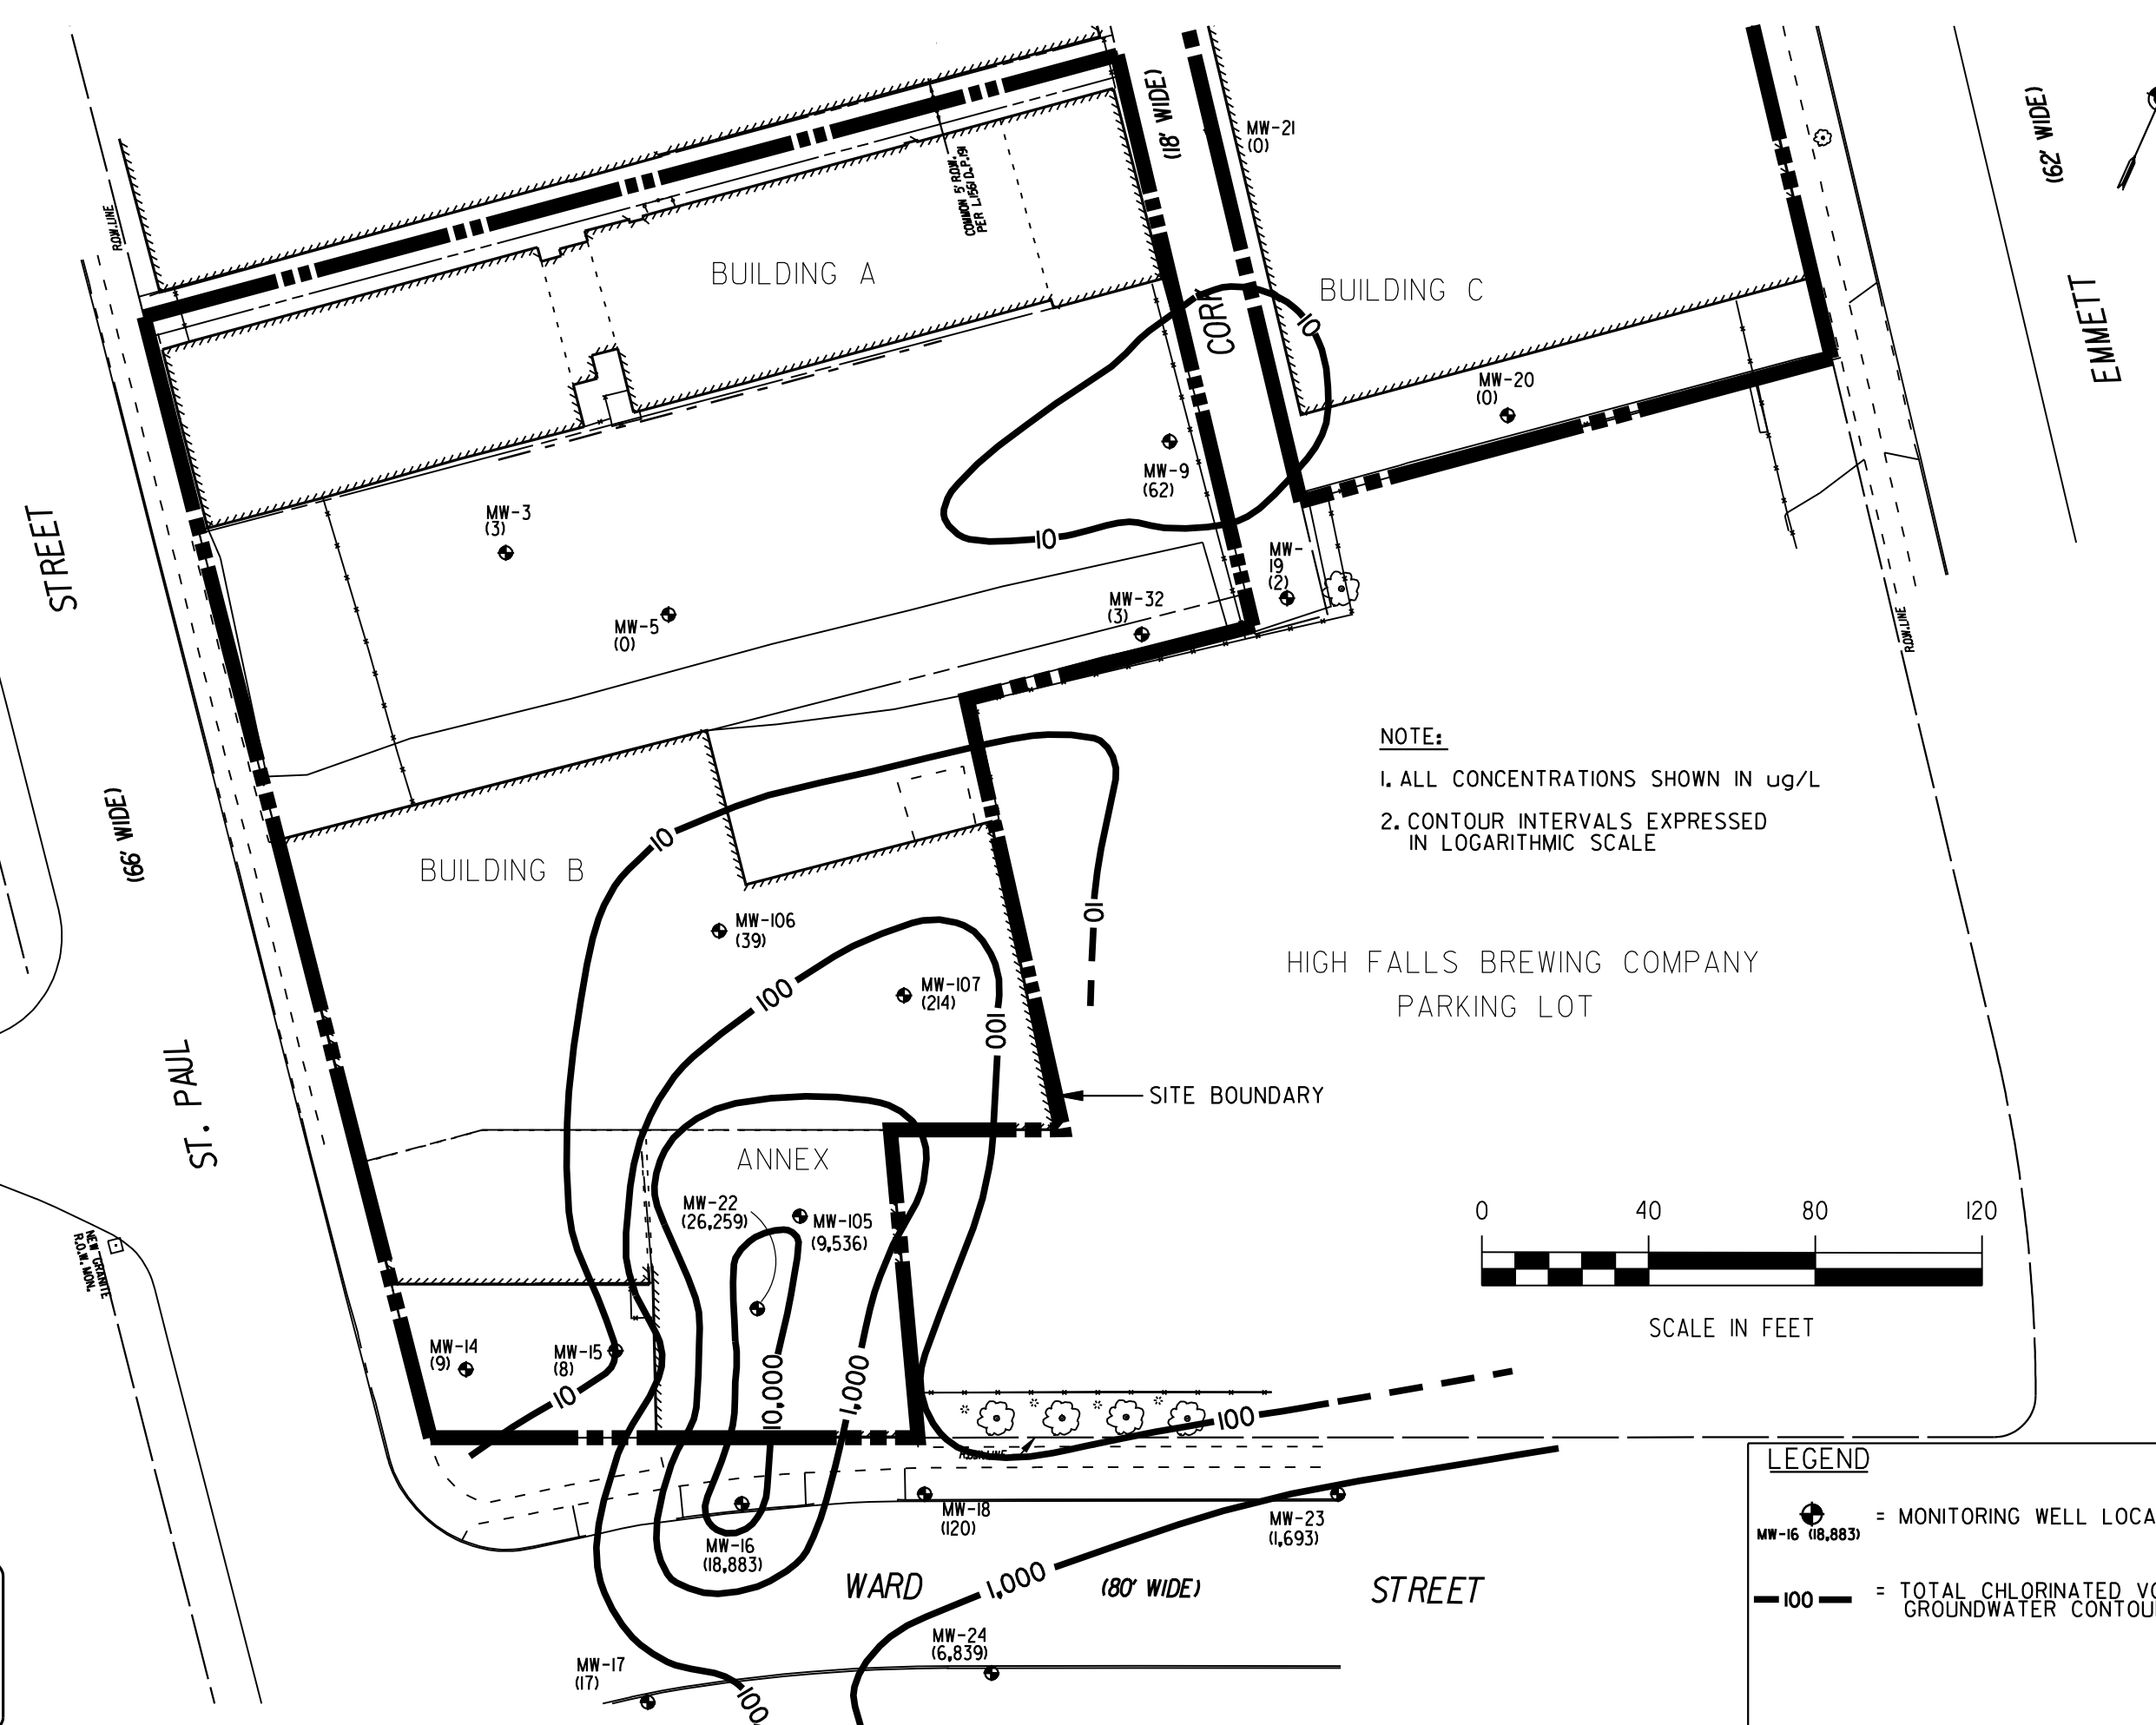 (18' WIDE)
MW-21
(0)
(62' WIDE)
R.O.W. LINE
COMMON 5' R.O.W.
PER L.1561 D.P.191
BUILDING A
BUILDING C
CORK
10
EMMETT
MW-20
(0)
MW-9
(62)
MW-3
(3)
STREET
10
MW-
19
(2)
MW-32
(3)
MW-5
(0)
R.O.W. LINE
NOTE:
1. ALL CONCENTRATIONS SHOWN IN ug/L
2. CONTOUR INTERVALS EXPRESSED
IN LOGARITHMIC SCALE
(66' WIDE)
10
BUILDING B
10
MW-106
(39)
HIGH FALLS BREWING COMPANY
PARKING LOT
100
MW-107
(214)
100
ST. PAUL
SITE BOUNDARY
ANNEX
MW-22
(26,259)
MW-105
(9,536)
0 40 80 120
SCALE IN FEET
NEW GRANITE
R.O.W. MON.
MW-14
(9)
MW-15
(8)
10
10,000
1,000
100
MW-18
(120)
MW-23
(1,693)
MW-16
(18,883)
WARD (80' WIDE) STREET
1,000
MW-24
(6,839)
MW-17
(17)
100
LEGEND
MW-16 (18,883)
= MONITORING WELL LOCA
100
= TOTAL CHLORINATED VO
GROUNDWATER CONTOU